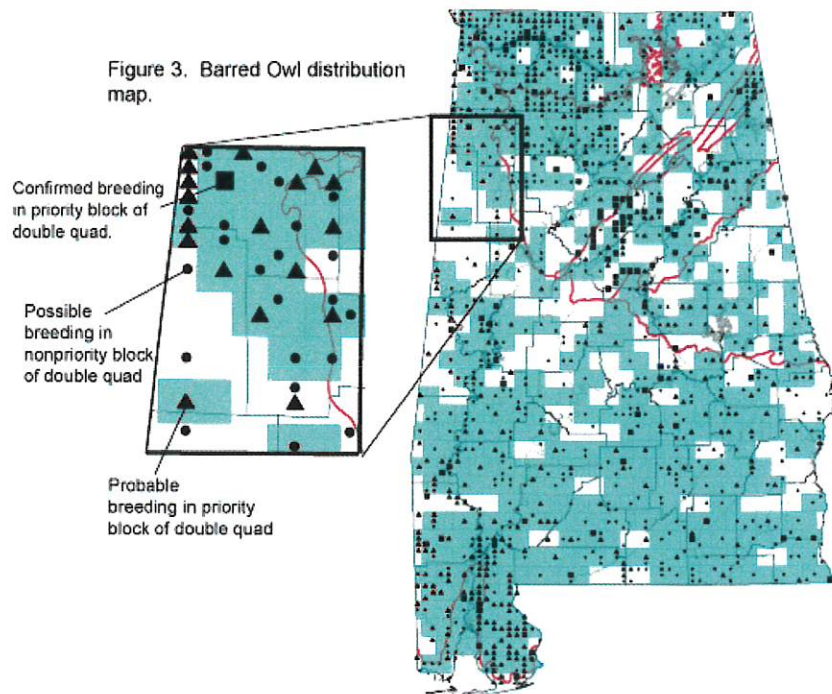 Figure 3. Barred Owl distribution
map.
Confirmed breeding
in priority block of
double quad.
Possible
breeding in
nonpriority block
of double quad
Probable
breeding in priority
block of double quad